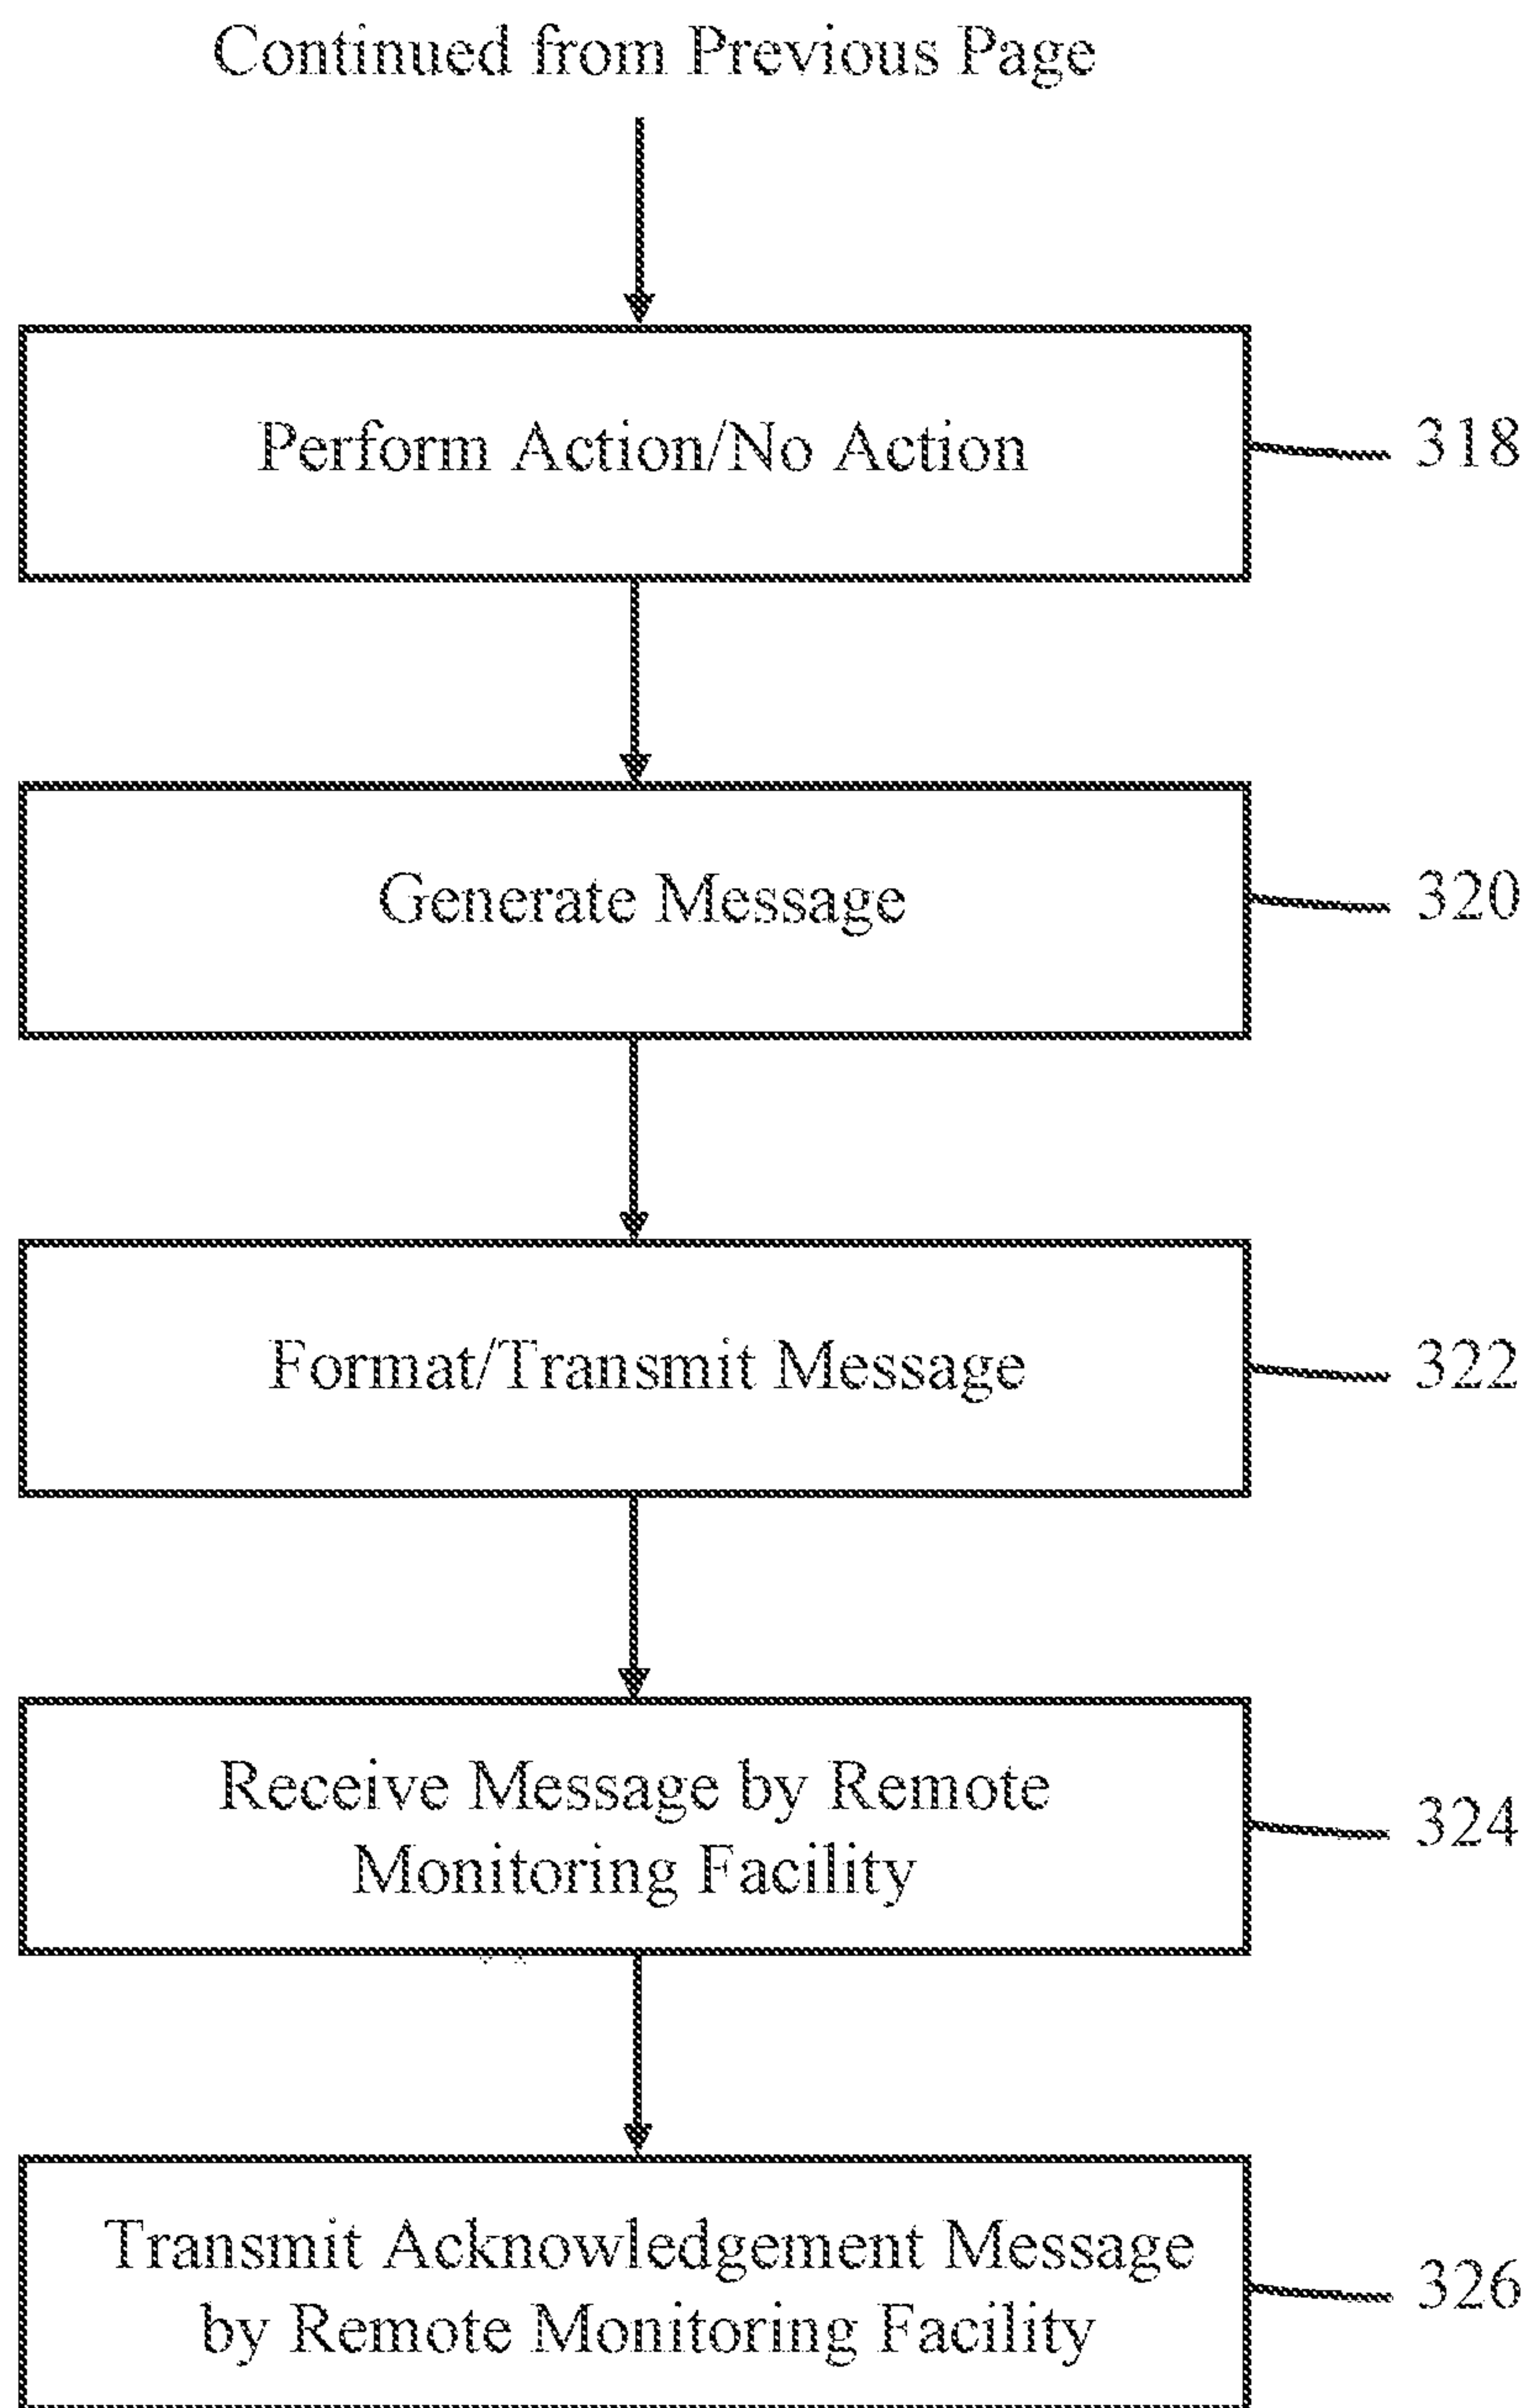 Continued from Previous Page
Perform Action/No Action
318
Generate Message
320
Format/Transmit Message
322
Receive Message by Remote
Monitoring Facility
324
Transmit Acknowledgement Message
by Remote Monitoring Facility
326